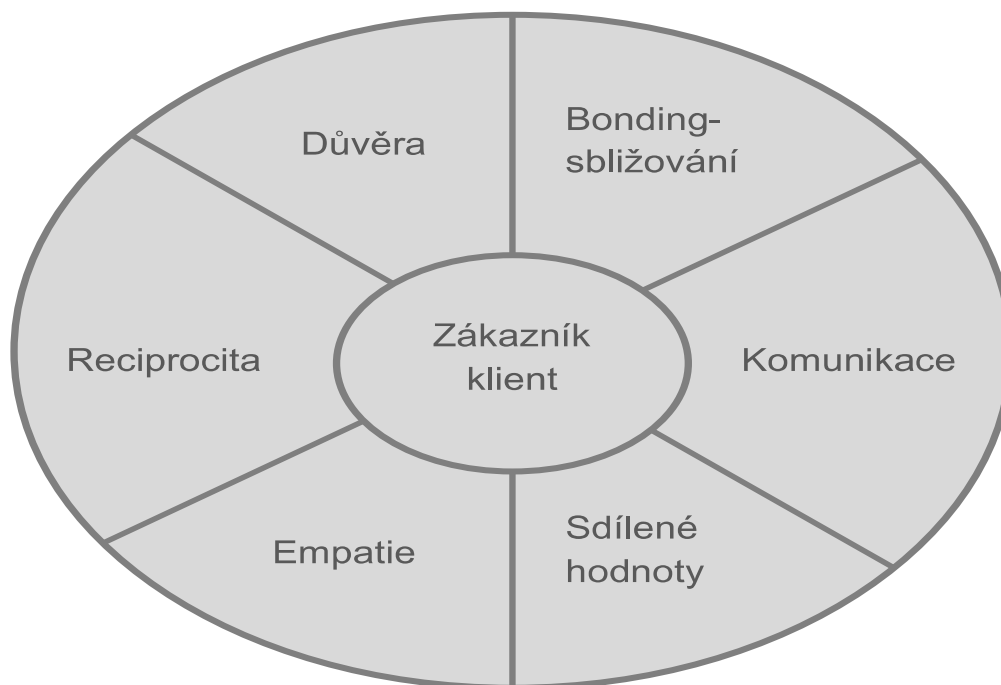 Důvěra
Bonding-
sbližování
Reciprocita
Zákazník
klient
Komunikace
Empatie
Sdílené
hodnoty